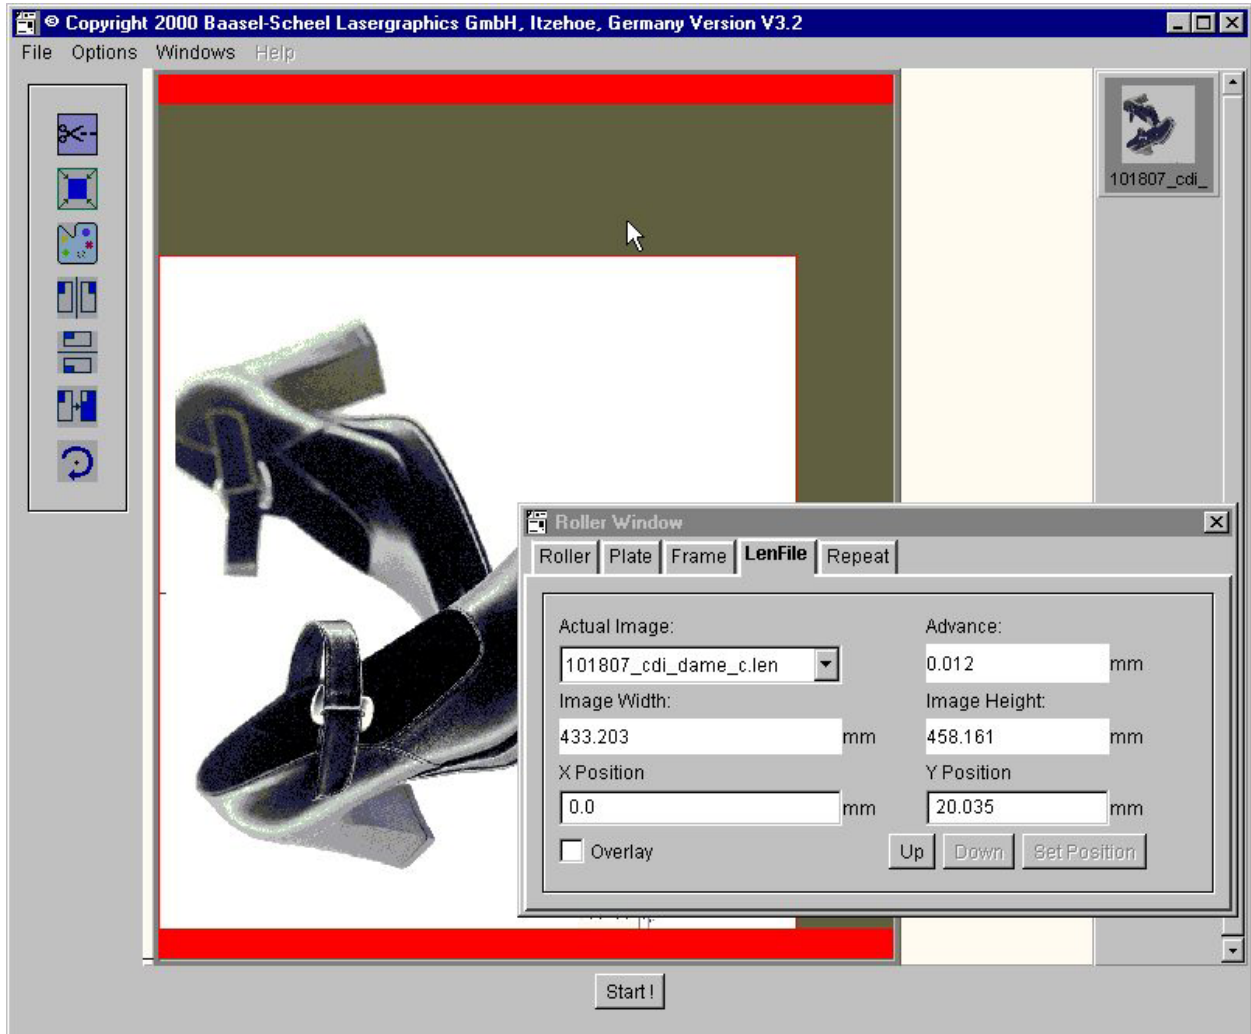 © Copyright 2000 Baasel-Scheel Lasergraphics GmbH, Itzehoe, Germany Version V3.2
File Options Windows Help
101807_cdi_
Roller Window
Roller Plate Frame LenFile Repeat
Actual Image: Advance:
101807_cdi_dame_c.len 0.012 mm
Image Width: Image Height:
433.203 mm 458.161 mm
X Position Y Position
0.0 mm 20.035 mm
Overlay Up Down Set Position
Start !